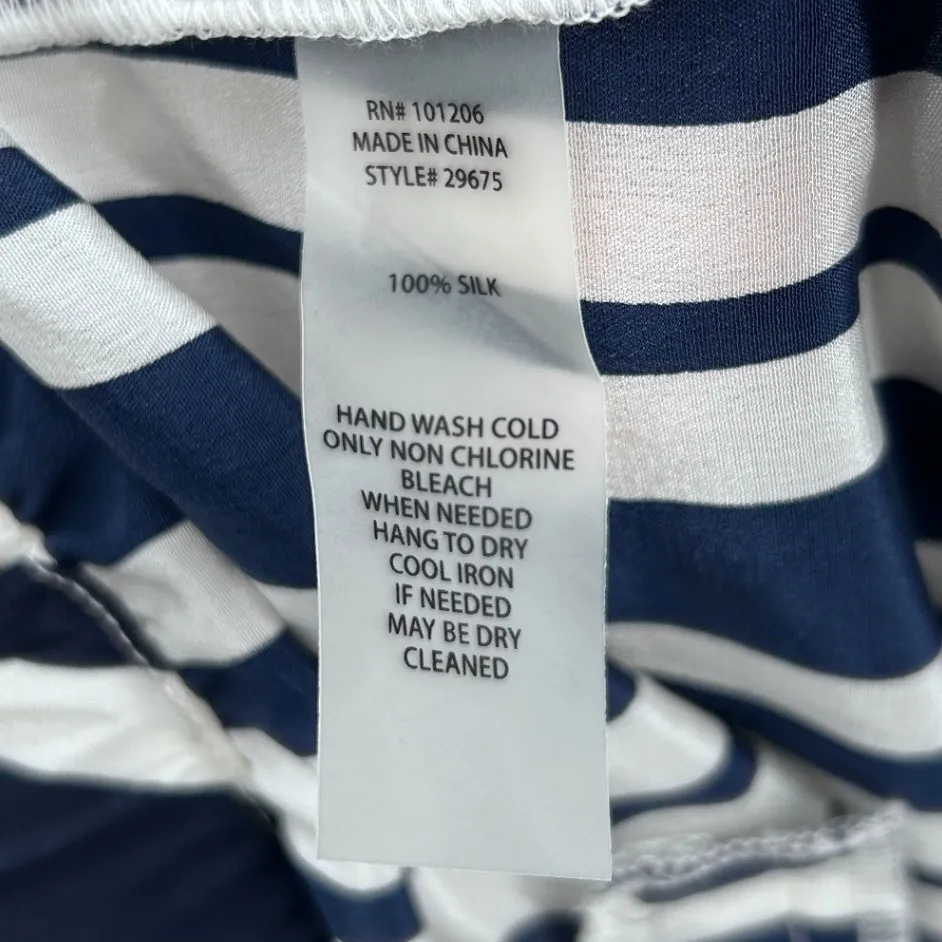 RN# 101206
MADE IN CHINA
STYLE# 29675
100% SILK
HAND WASH COLD
ONLY NON CHLORINE
BLEACH
WHEN NEEDED
HANG TO DRY
COOL IRON
IF NEEDED
MAY BE DRY
CLEANED